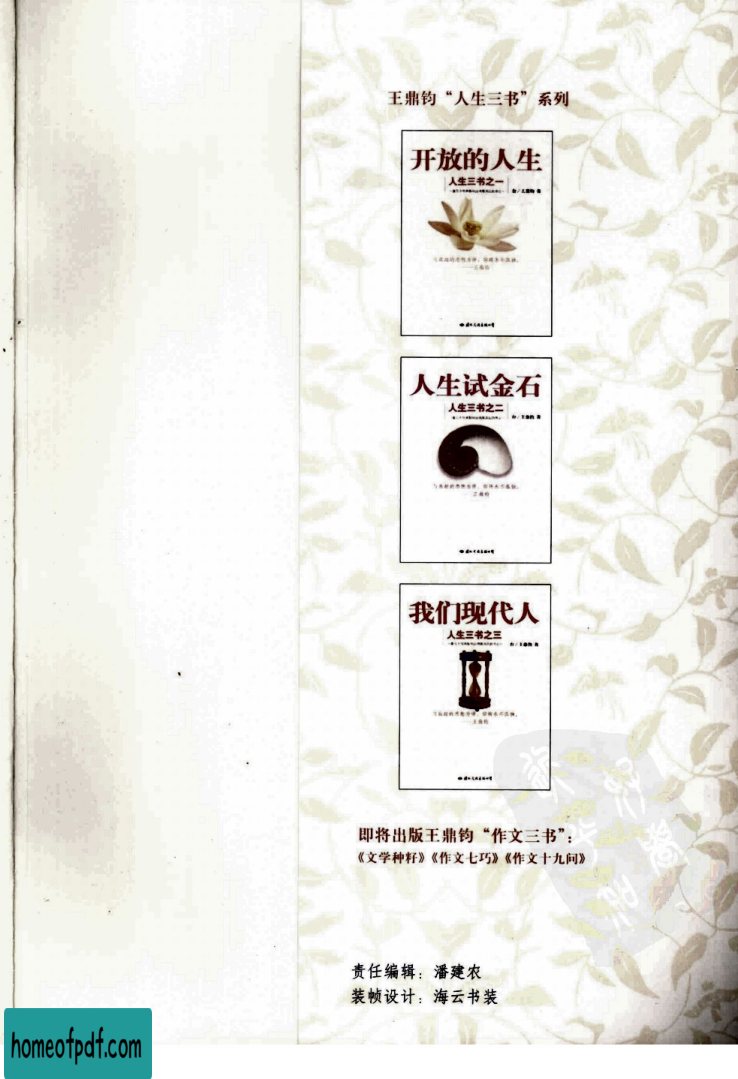 王鼎钧“人生三书”系列
开放的人生
人生三书之一
人生试金石
人生三书之二
我们现代人
人生三书之三
即将出版王鼎钧“作文三书”：
《文学种籽》《作文七巧》《作文十九问》
责任编辑：潘建农
装帧设计：海云书装
homeofpdf.com